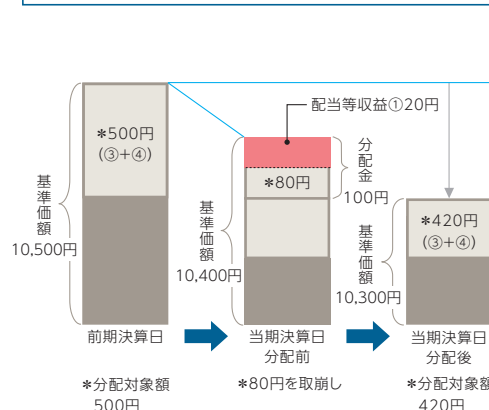 配当等収益①20円
*500円
(③+④)
基準価額
10,500円
*80円
分配金
100円
基準価額
10,400円
*420円
(③+④)
基準価額
10,300円
前期決算日
当期決算日
分配前
当期決算日
分配後
*分配対象額
500円
*80円を取崩し
*分配対象額
420円